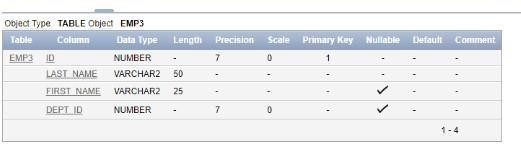 Object Type TABLE Object EMP3
Table Column Data Type Length Precision Scale Primary Key Nullable Default Comment
EMP3 ID NUMBER - 7 0 1 - - -
LAST_NAME VARCHAR2 50 - - - - - -
FIRST_NAME VARCHAR2 25 - - - ✓ - -
DEPT_ID NUMBER - 7 0 - ✓ - -
1 - 4